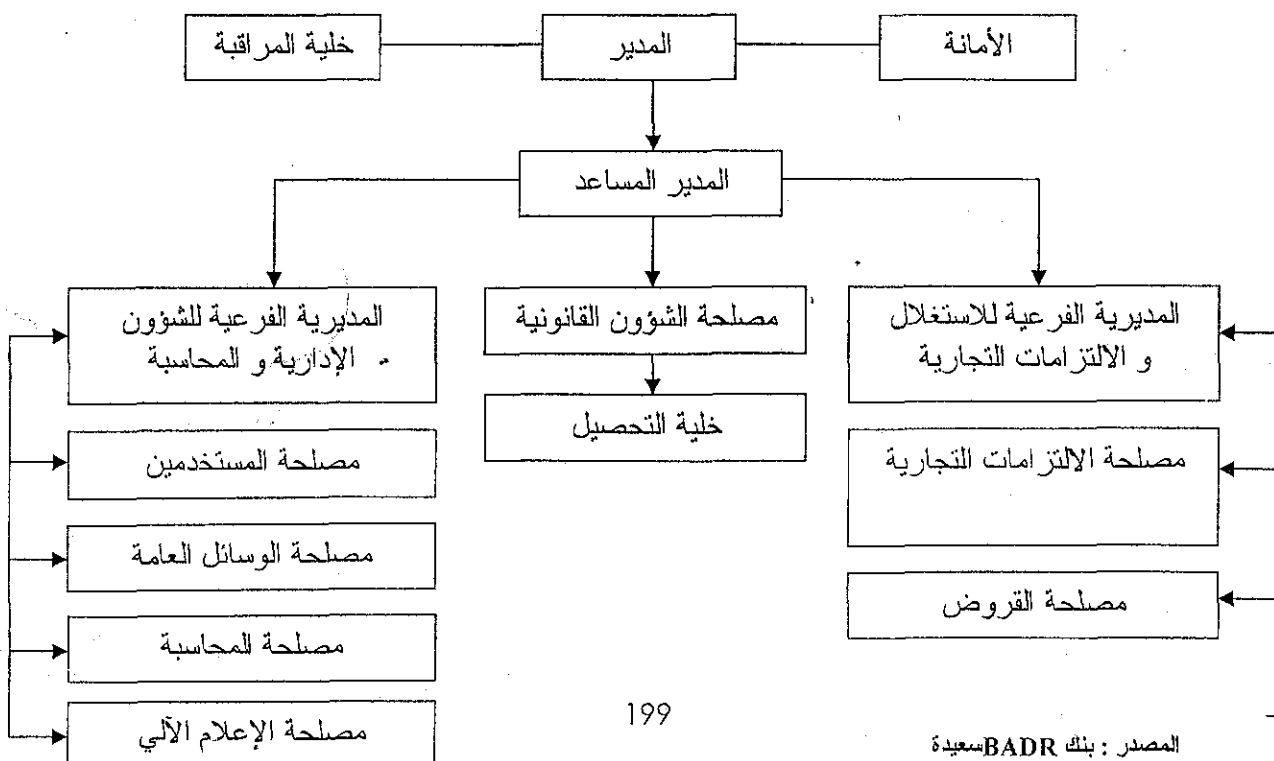 الأمانة
المدير
خلية المراقبة
المدير المساعد
المديرية الفرعية للاستغلال
و الالتزامات التجارية
مصلحة الشؤون القانونية
المديرية الفرعية للشؤون
الإدارية و المحاسبة
خلية التحصيل
مصلحة الالتزامات التجارية
مصلحة المستخدمين
مصلحة القروض
مصلحة الوسائل العامة
مصلحة المحاسبة
مصلحة الإعلام الآلي
199
المصدر : بنك BADRسعيدة